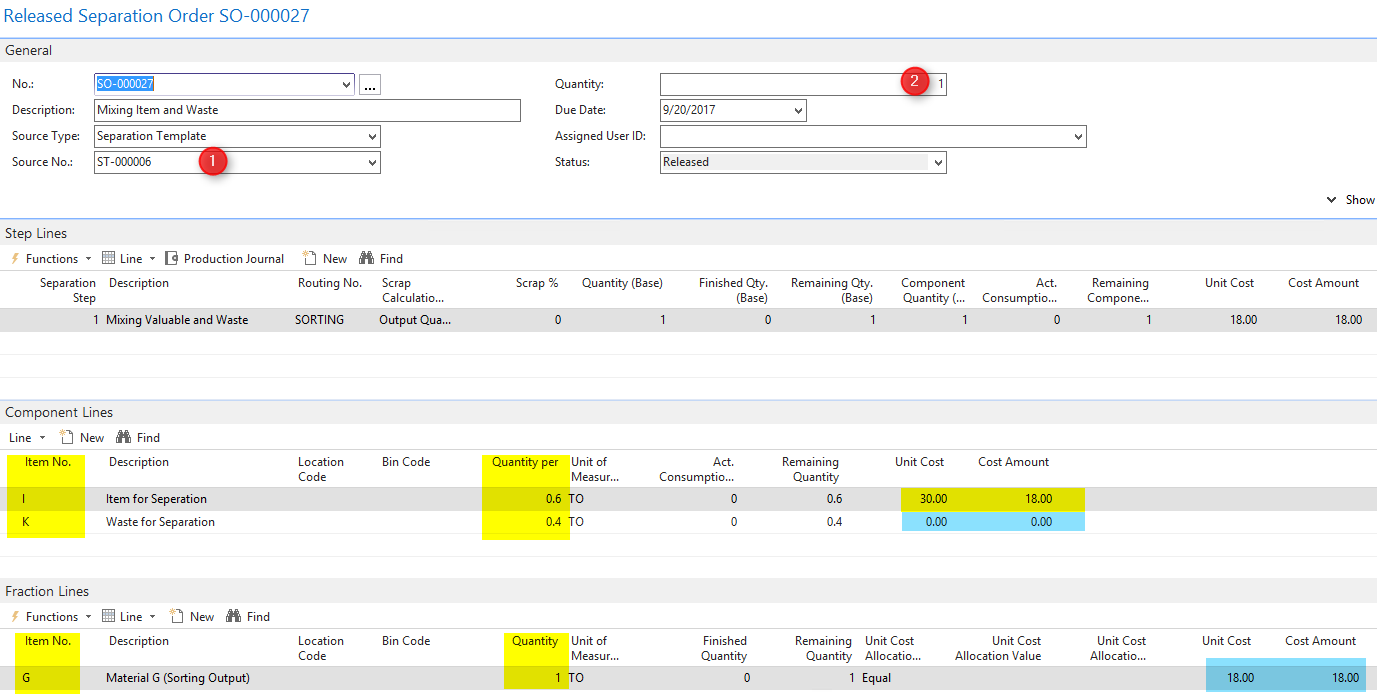 Released Separation Order SO-000027
General
No.: SO-000027 ... Quantity: 2 1
Description: Mixing Item and Waste Due Date: 9/20/2017
Source Type: Separation Template Assigned User ID:
Source No.: ST-000006 1 Status: Released
Show
Step Lines
Functions Line Production Journal New Find
Separation Description Routing No. Scrap Scrap % Quantity (Base) Finished Qty. Remaining Qty. Component Act. Remaining Unit Cost Cost Amount
Step Calculatio... (Base) (Base) Quantity (... Consumptio... Compone...
1 Mixing Valuable and Waste SORTING Output Qua... 0 1 0 1 1 0 1 18.00 18.00
Component Lines
Line New Find
Item No. Description Location Bin Code Quantity per Unit of Act. Remaining Unit Cost Cost Amount
Code Measur... Consumptio... Quantity
I Item for Seperation 0.6 TO 0 0.6 30.00 18.00
K Waste for Separation 0.4 TO 0 0.4 0.00 0.00
Fraction Lines
Functions Line New Find
Item No. Description Location Bin Code Quantity Unit of Finished Remaining Unit Cost Unit Cost Unit Cost Unit Cost Cost Amount
Code Measur... Quantity Quantity Allocatio... Allocation Value Allocatio...
G Material G (Sorting Output) 1 TO 0 1 Equal 18.00 18.00